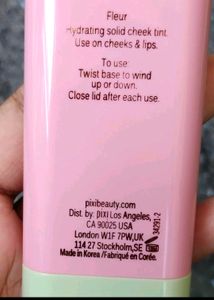 Fleur
Hydrating solid cheek tint.
Use on cheeks & lips.
To use:
Twist base to wind
up or down.
Close lid after each use.
pixibeauty.com
Dist. by: PIXI Los Angeles,
CA 90025 USA
London W1F 7PW,UK
114 27 Stockholm,SE
Made in Korea /Fabriqué en Corée.
34291-2